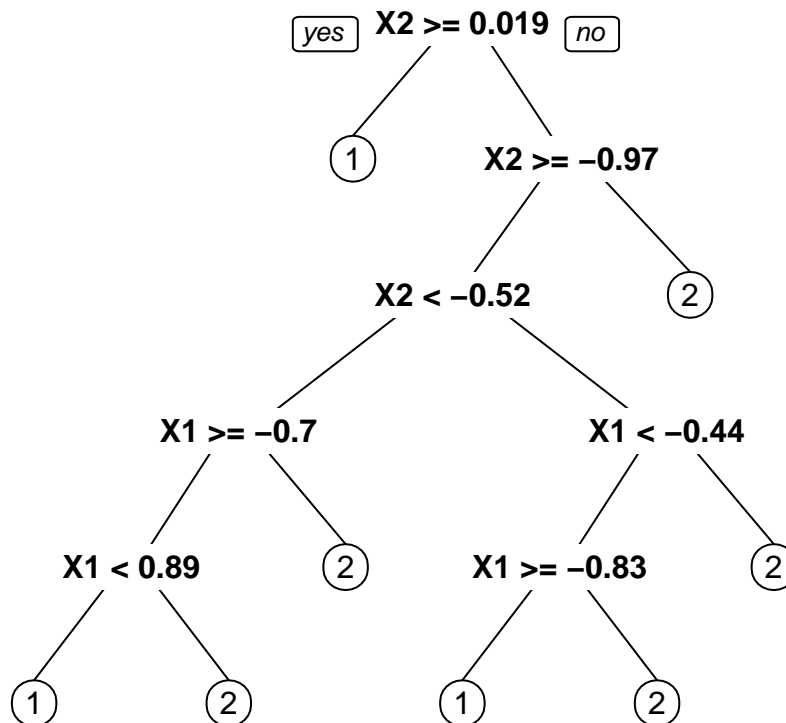 yes X2 >= 0.019 no
1 X2 >= −0.97
X2 < −0.52 2
X1 >= −0.7 X1 < −0.44
X1 < 0.89 2 X1 >= −0.83 2
1 2 1 2